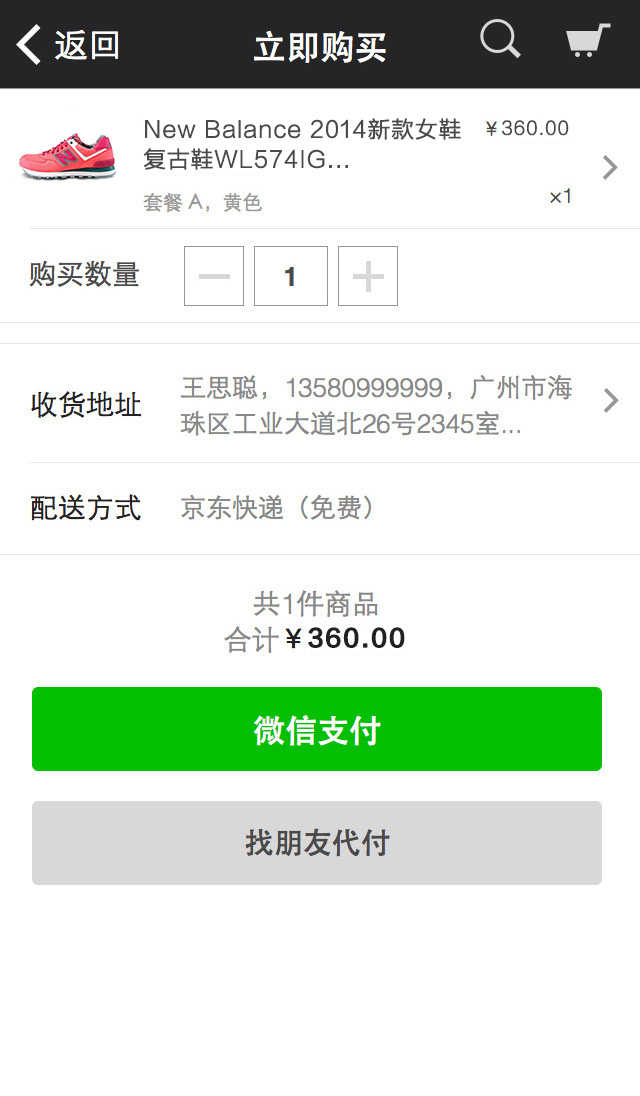 返回
立即购买
New Balance 2014新款女鞋
¥360.00
复古鞋WL574IG...
套餐 A，黄色
×1
购买数量
1
收货地址
王思聪，13580999999，广州市海
珠区工业大道北26号2345室...
配送方式
京东快递（免费）
共1件商品
合计¥360.00
微信支付
找朋友代付